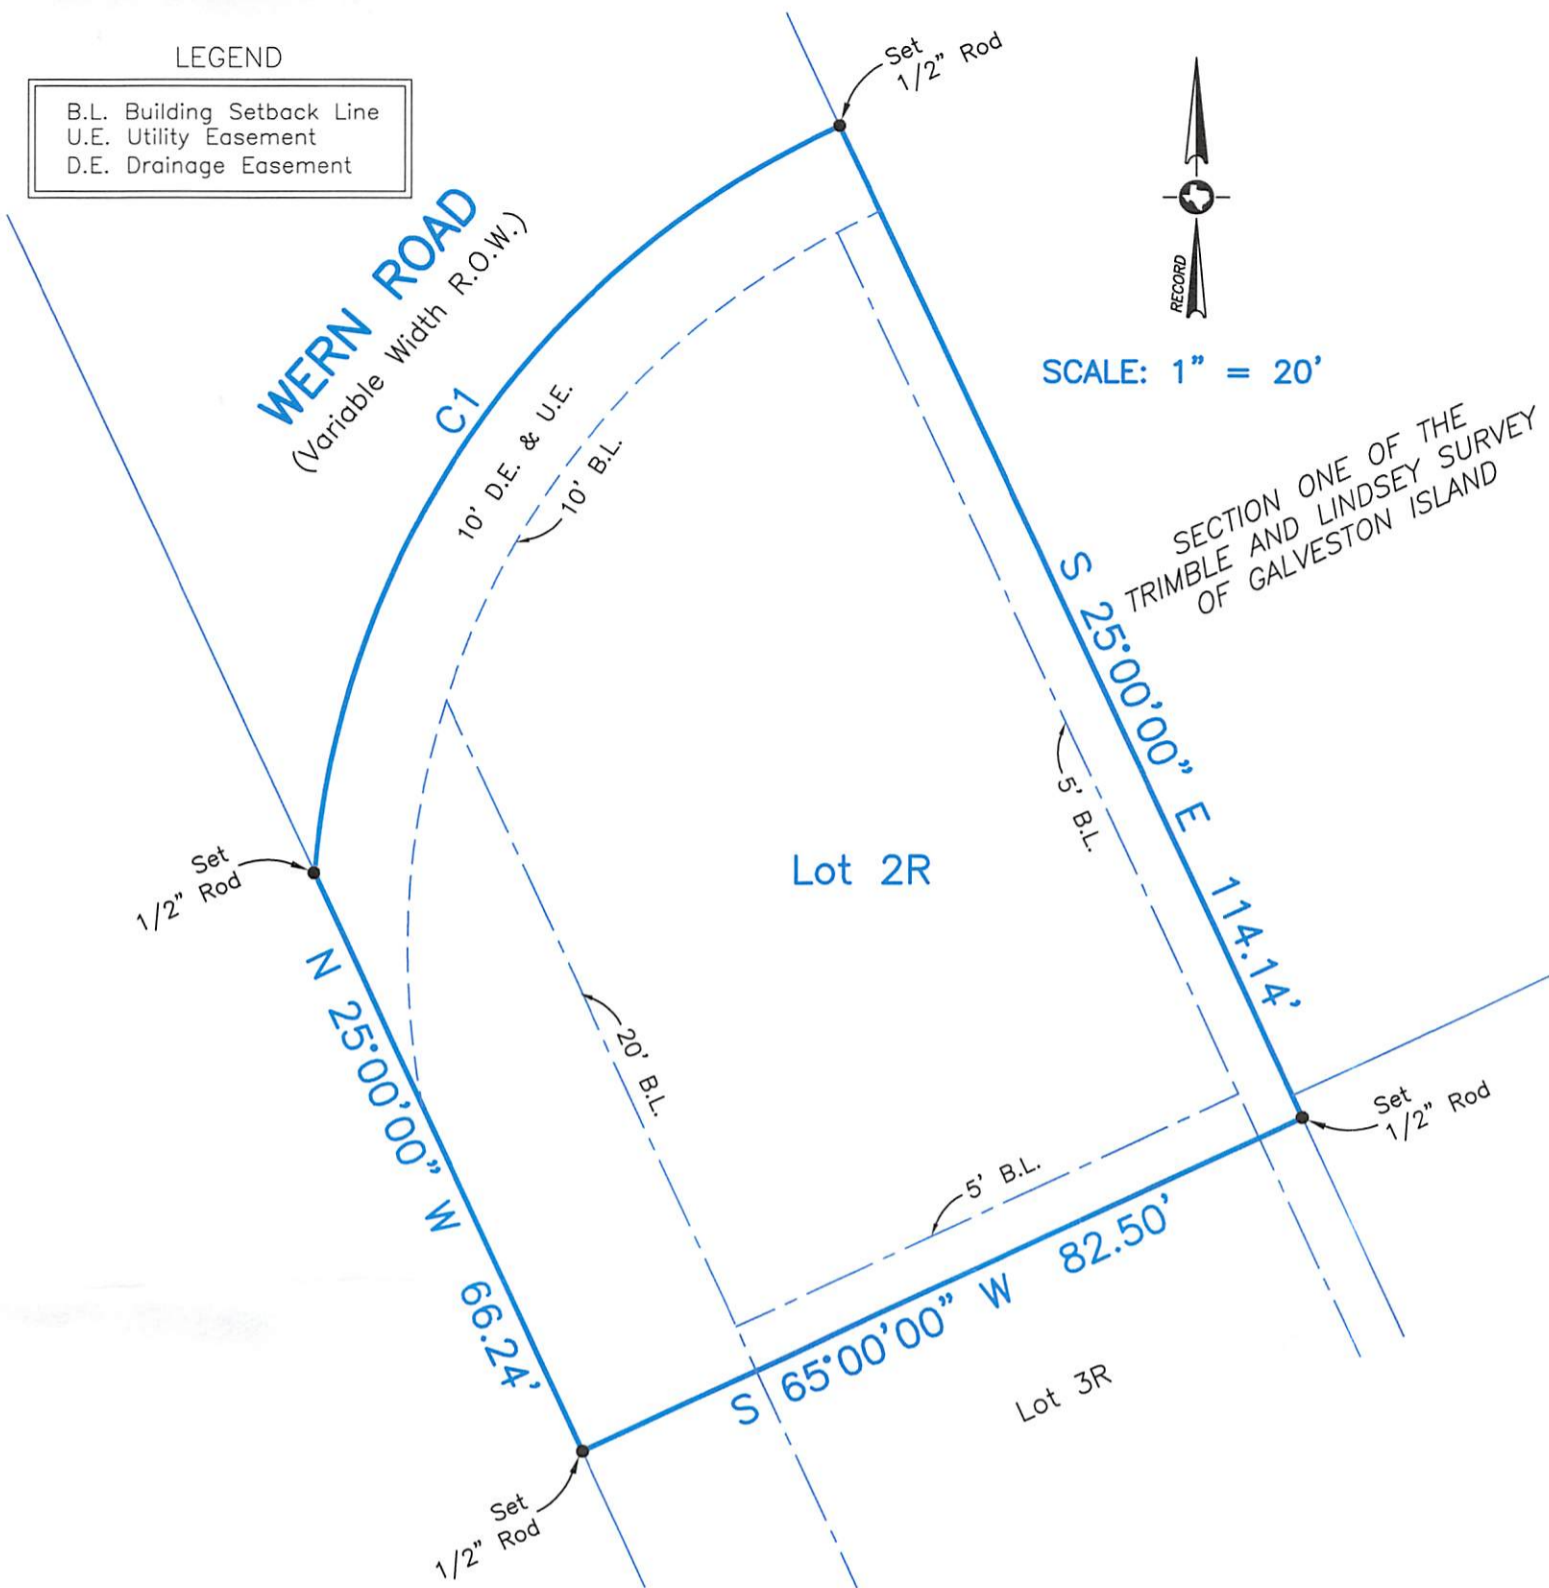 LEGEND
B.L. Building Setback Line
U.E. Utility Easement
D.E. Drainage Easement
Set
1/2" Rod
RECORD
SCALE: 1" = 20'
WERN ROAD
(Variable Width R.O.W.)
C1
10' D.E. & U.E.
10' B.L.
SECTION ONE OF THE
TRIMBLE AND LINDSEY SURVEY
OF GALVESTON ISLAND
S 25°00'00" E 114.14'
5' B.L.
Lot 2R
Set
1/2" Rod
N 25°00'00" W 66.24'
20' B.L.
5' B.L.
Set
1/2" Rod
S 65°00'00" W 82.50'
Lot 3R
Set
1/2" Rod